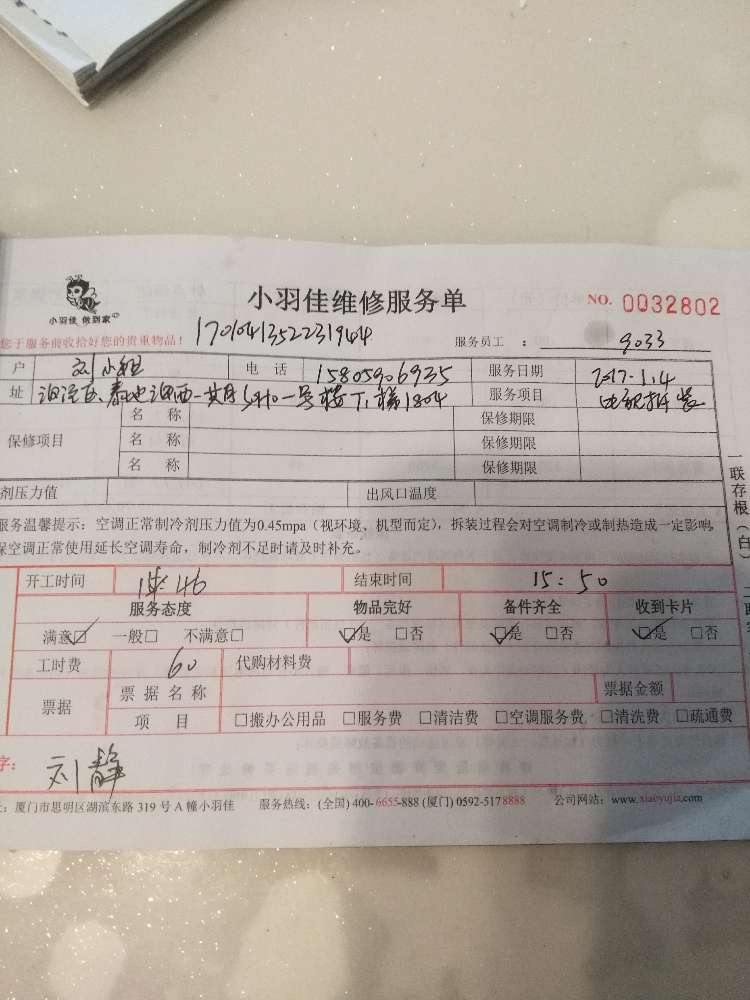 小羽佳 做到家
小羽佳维修服务单
NO. 0032802
您于服务前收拾好您的贵重物品!
服务员工 : 9033
户 刘小姐 电 话 15805906935 服务日期 2017.1.4
址 服务项目
保修项目
名 称 保修期限
名 称 保修期限
名 称 保修期限
剂压力值 出风口温度
服务温馨提示:空调正常制冷剂压力值为0.45mpa(视环境、机型而定),拆装过程会对空调制冷或制热造成一定影响,
保空调正常使用延长空调寿命,制冷剂不足时请及时补充。
一联存根(白)
开工时间 结束时间 15:50
服务态度 物品完好 备件齐全 收到卡片
满意☑ 一般□ 不满意□ ☑是 □否 ☑是 □否 ☑是 □否
工时费 60 代购材料费
票据 票 据 名 称 票据金额
项 目 □搬办公用品 □服务费 □清洁费 □空调服务费 □清洗费 □疏通费
字: 刘静
厦门市思明区湖滨东路 319 号 A 幢小羽佳 服务热线:(全国) 400-6655-888 (厦门) 0592-5178888 公司网站:www.xiaoyujia.com